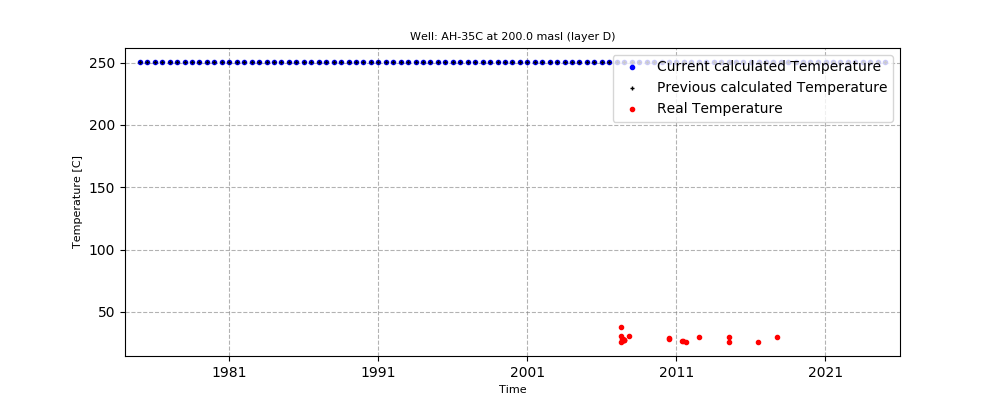 Well: AH-35C at 200.0 masl (layer D)
250
200
150
100
50
Temperature [C]
Current calculated Temperature
Previous calculated Temperature
Real Temperature
1981
1991
2001
2011
2021
Time